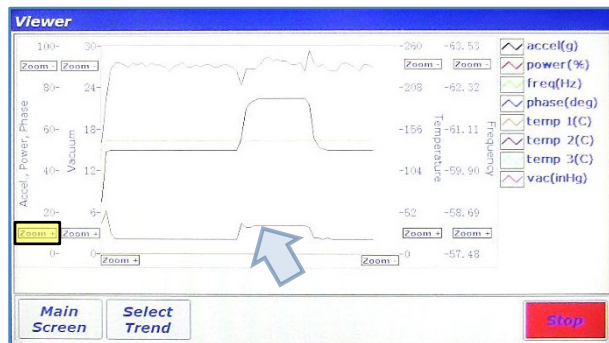 Viewer
100- 30- -260 -63.53
Zoom - Zoom - Zoom - Zoom -
80- 24- -208 -62.32
60- 18- -156 -61.11
40- 12- -104 -59.90
20- 6- -52 -58.69
Zoom + Zoom + Zoom + Zoom +
0- 0- -0 -57.48
Zoom + Zoom -
Accel., Power, Phase
Vacuum
Temperature
Frequency
accel(g)
power(%)
freq(Hz)
phase(deg)
temp 1(C)
temp 2(C)
temp 3(C)
vac(inHg)
Main
Screen
Select
Trend
Stop